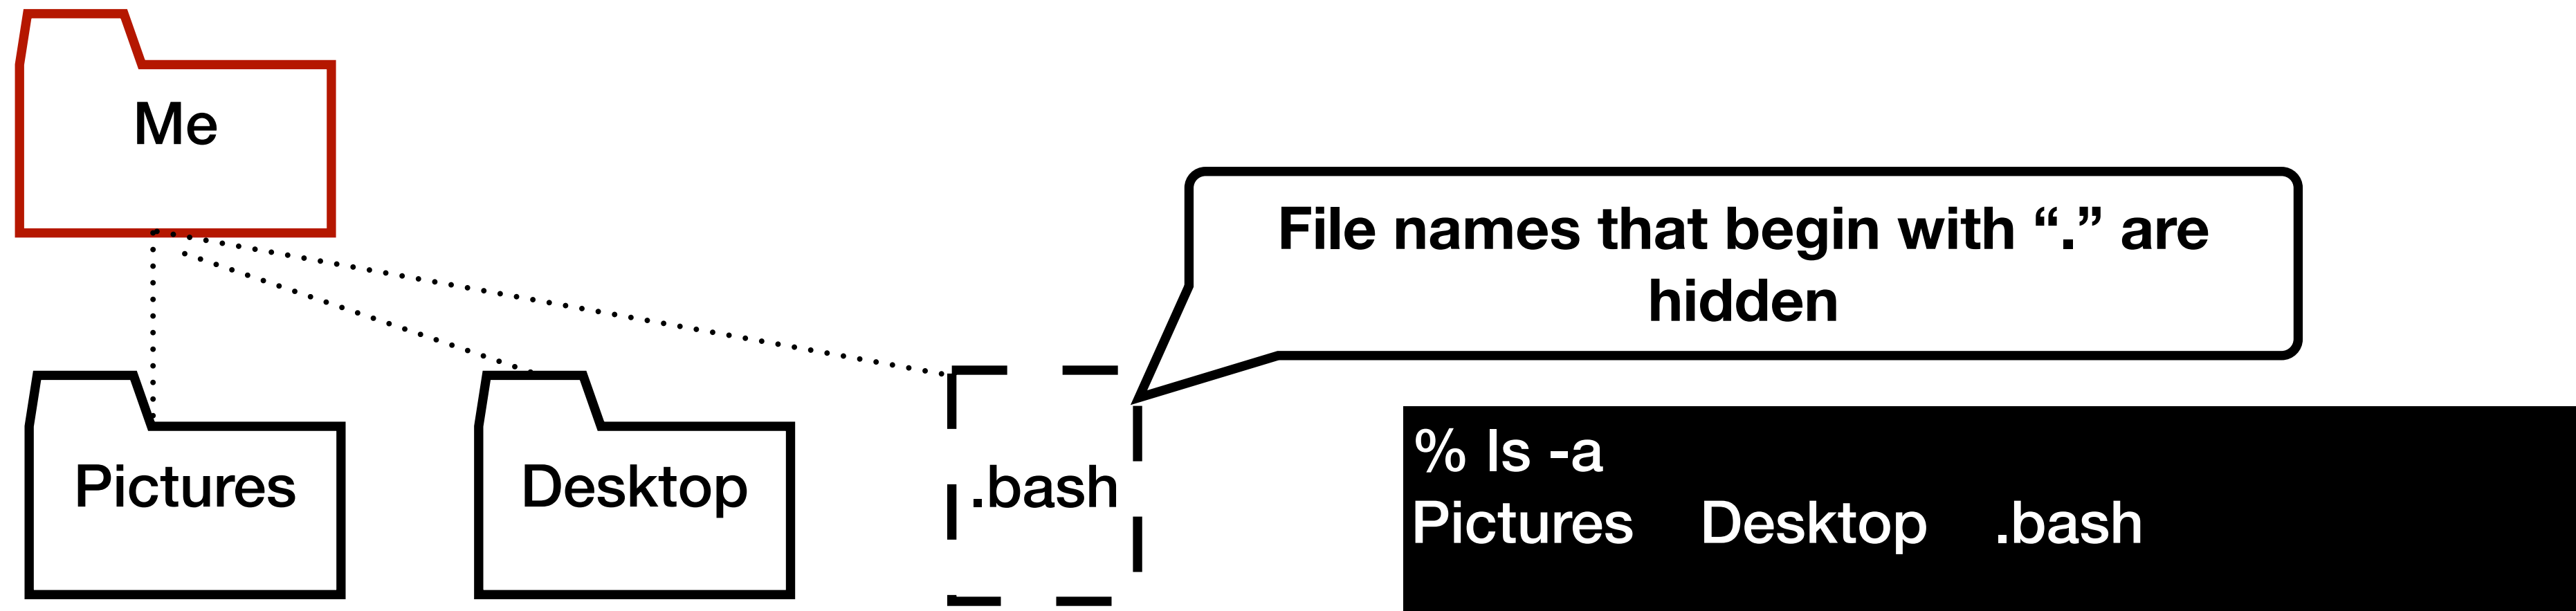 Me
File names that begin with “.” are
hidden
Pictures
Desktop
.bash
% ls -a
Pictures Desktop .bash